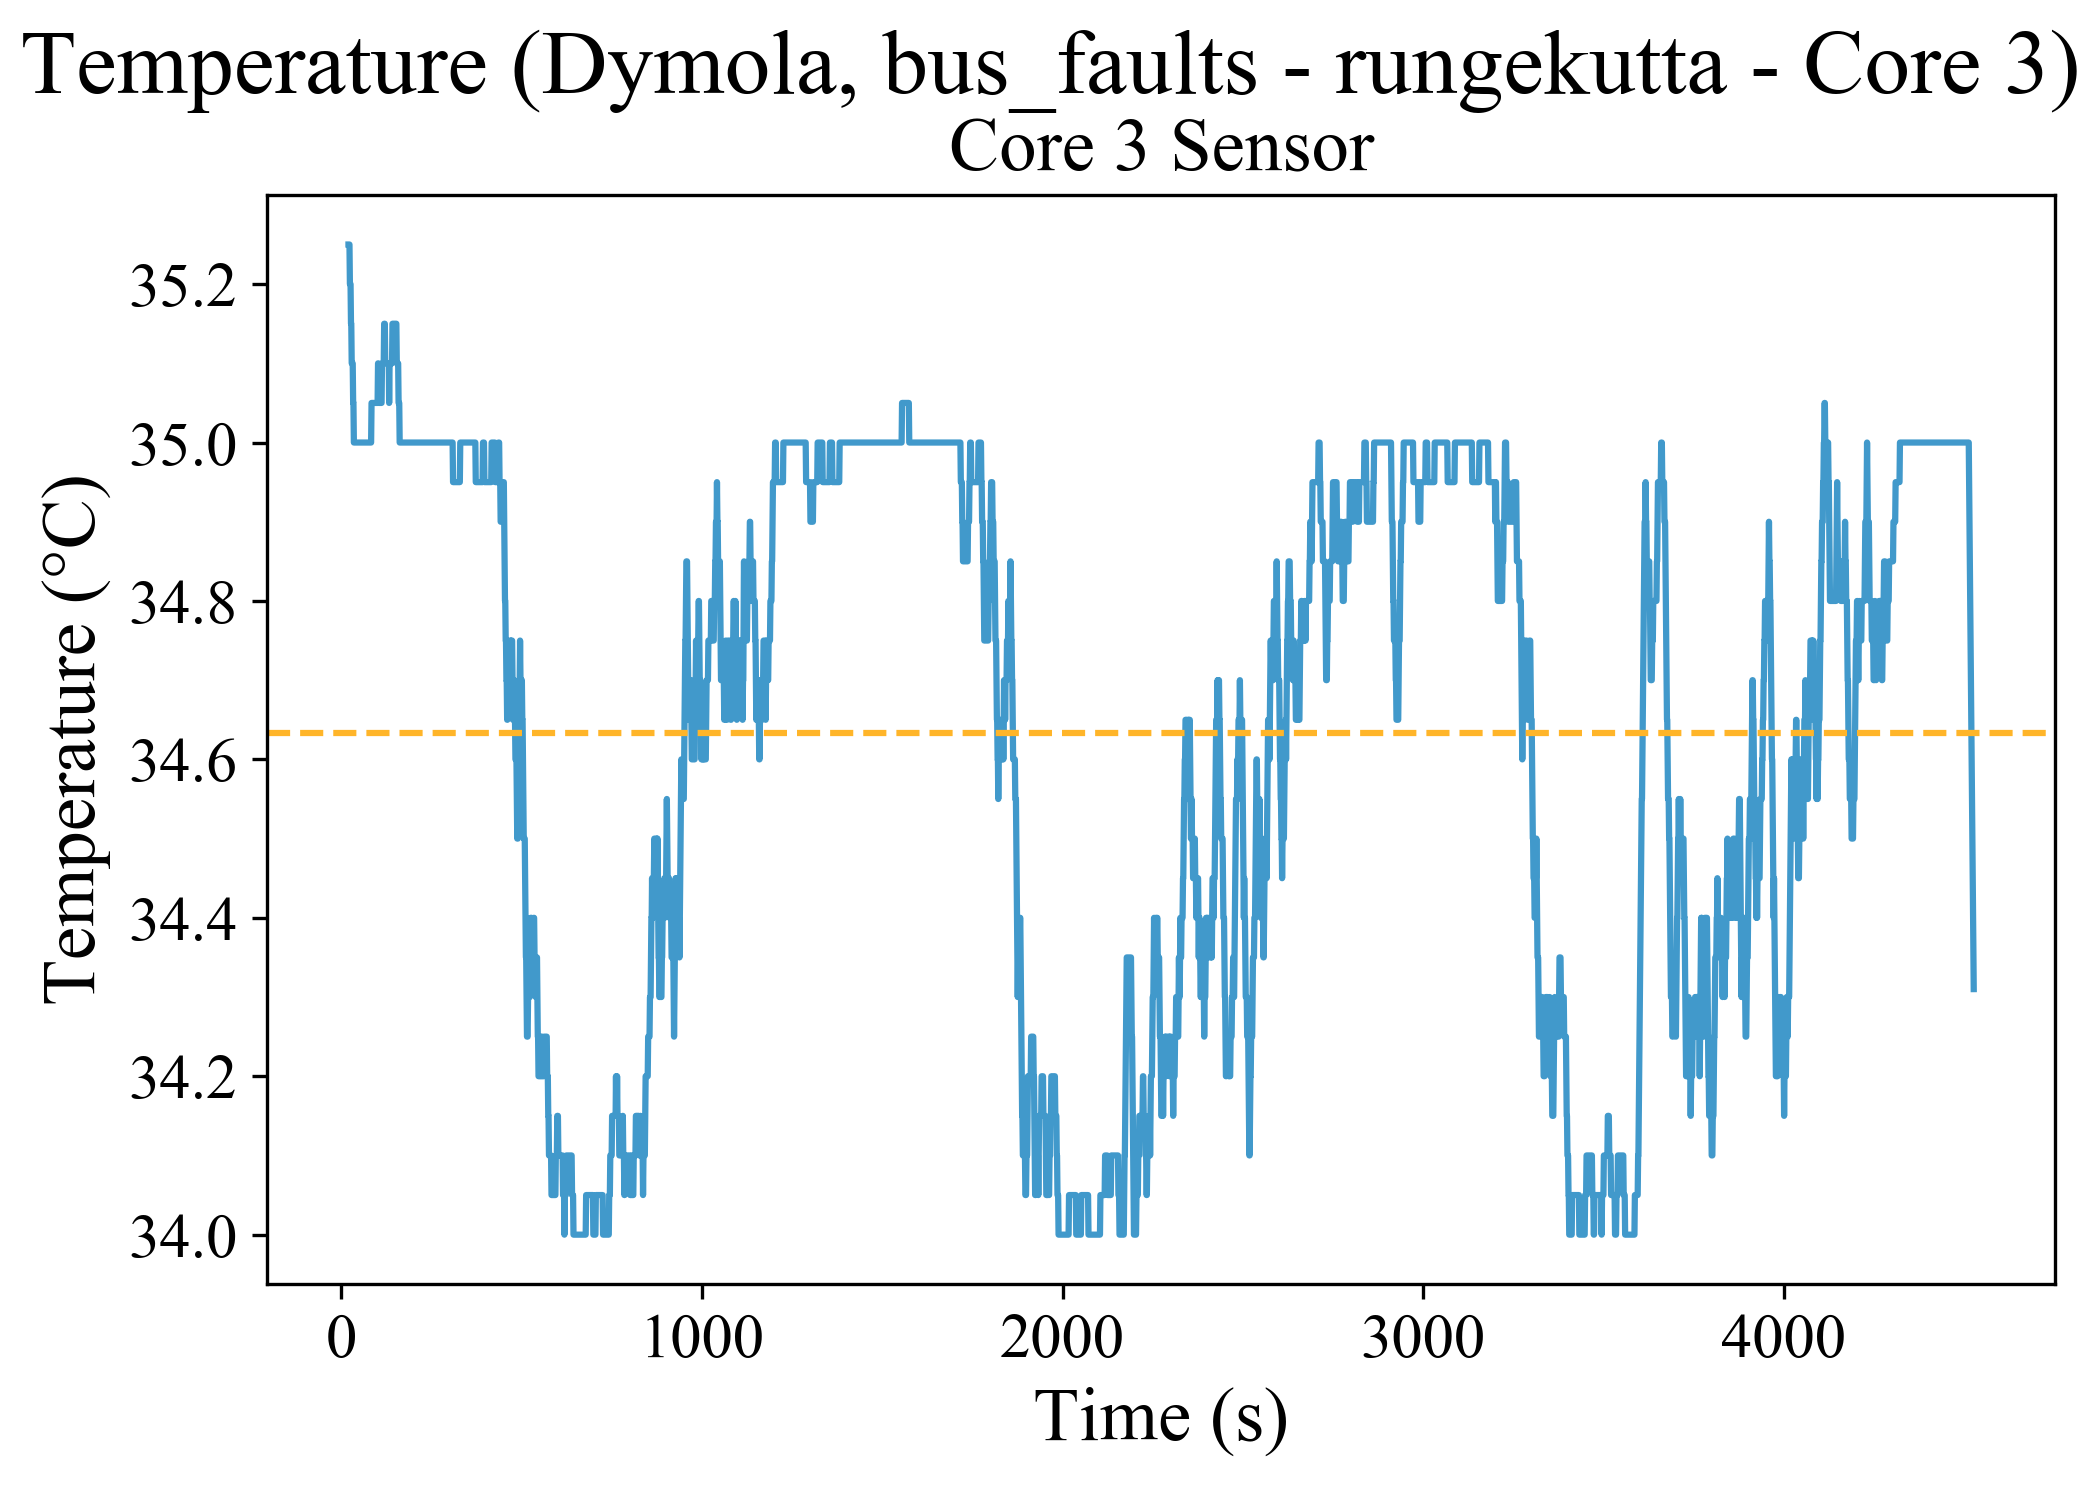 Temperature (Dymola, bus_faults - rungekutta - Core 3)
Core 3 Sensor
35.2
35.0
34.8
34.6
34.4
34.2
34.0
Temperature (°C)
0 1000 2000 3000 4000
Time (s)